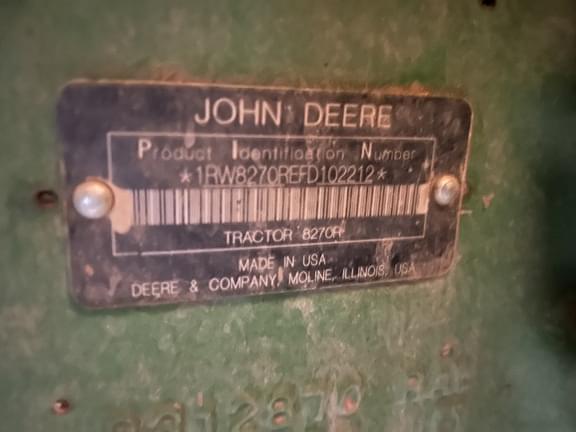 JOHN DEERE
Product Identification Number
*1RW8270REFD102212*
TRACTOR 8270R
MADE IN USA
DEERE & COMPANY, MOLINE, ILLINOIS, USA